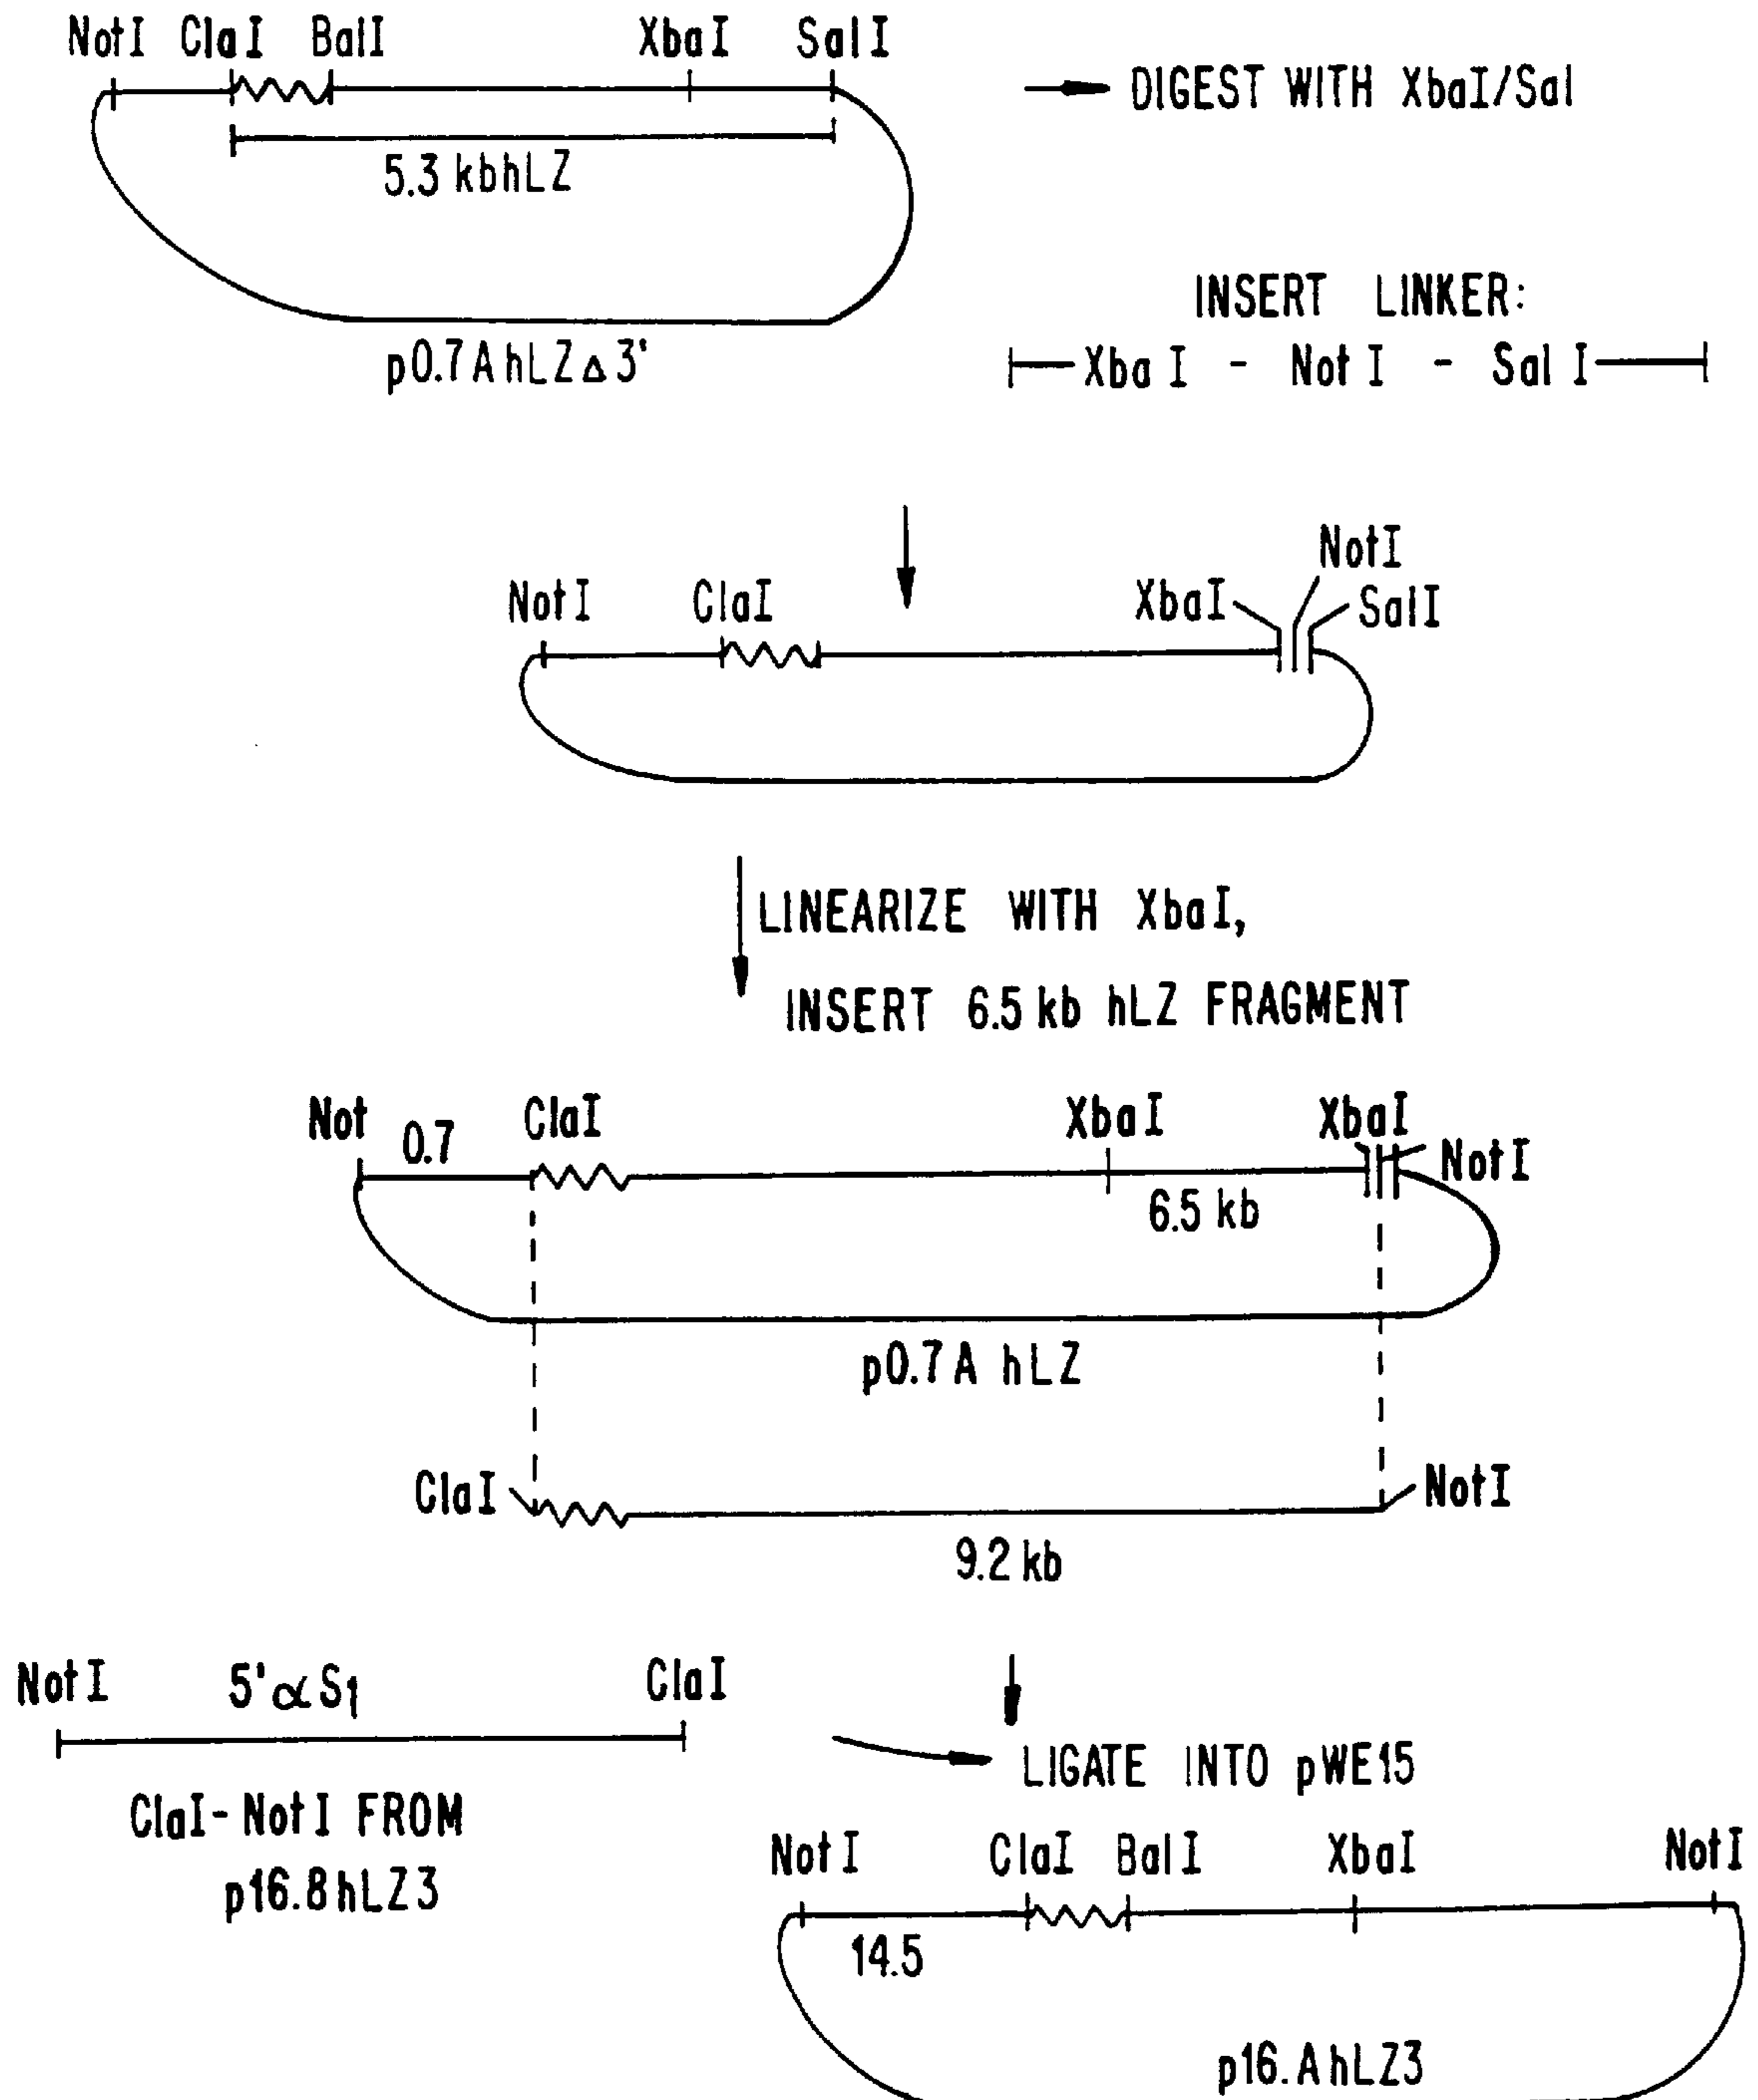 NotI ClaI BalI XbaI SalI
→ DIGEST WITH XbaI/Sal
5.3 kbhLZ
p0.7AhLZΔ3'
INSERT LINKER:
XbaI - NotI - SalI
NotI
NotI ClaI XbaI SalI
LINEARIZE WITH XbaI,
INSERT 6.5 kb hLZ FRAGMENT
Not 0.7 ClaI XbaI XbaI
NotI
6.5 kb
p0.7A hLZ
ClaI NotI
9.2 kb
NotI 5'αS1 ClaI
LIGATE INTO pWE15
ClaI-NotI FROM
p16.8hLZ3
NotI ClaI BalI XbaI NotI
14.5
p16.AhLZ3